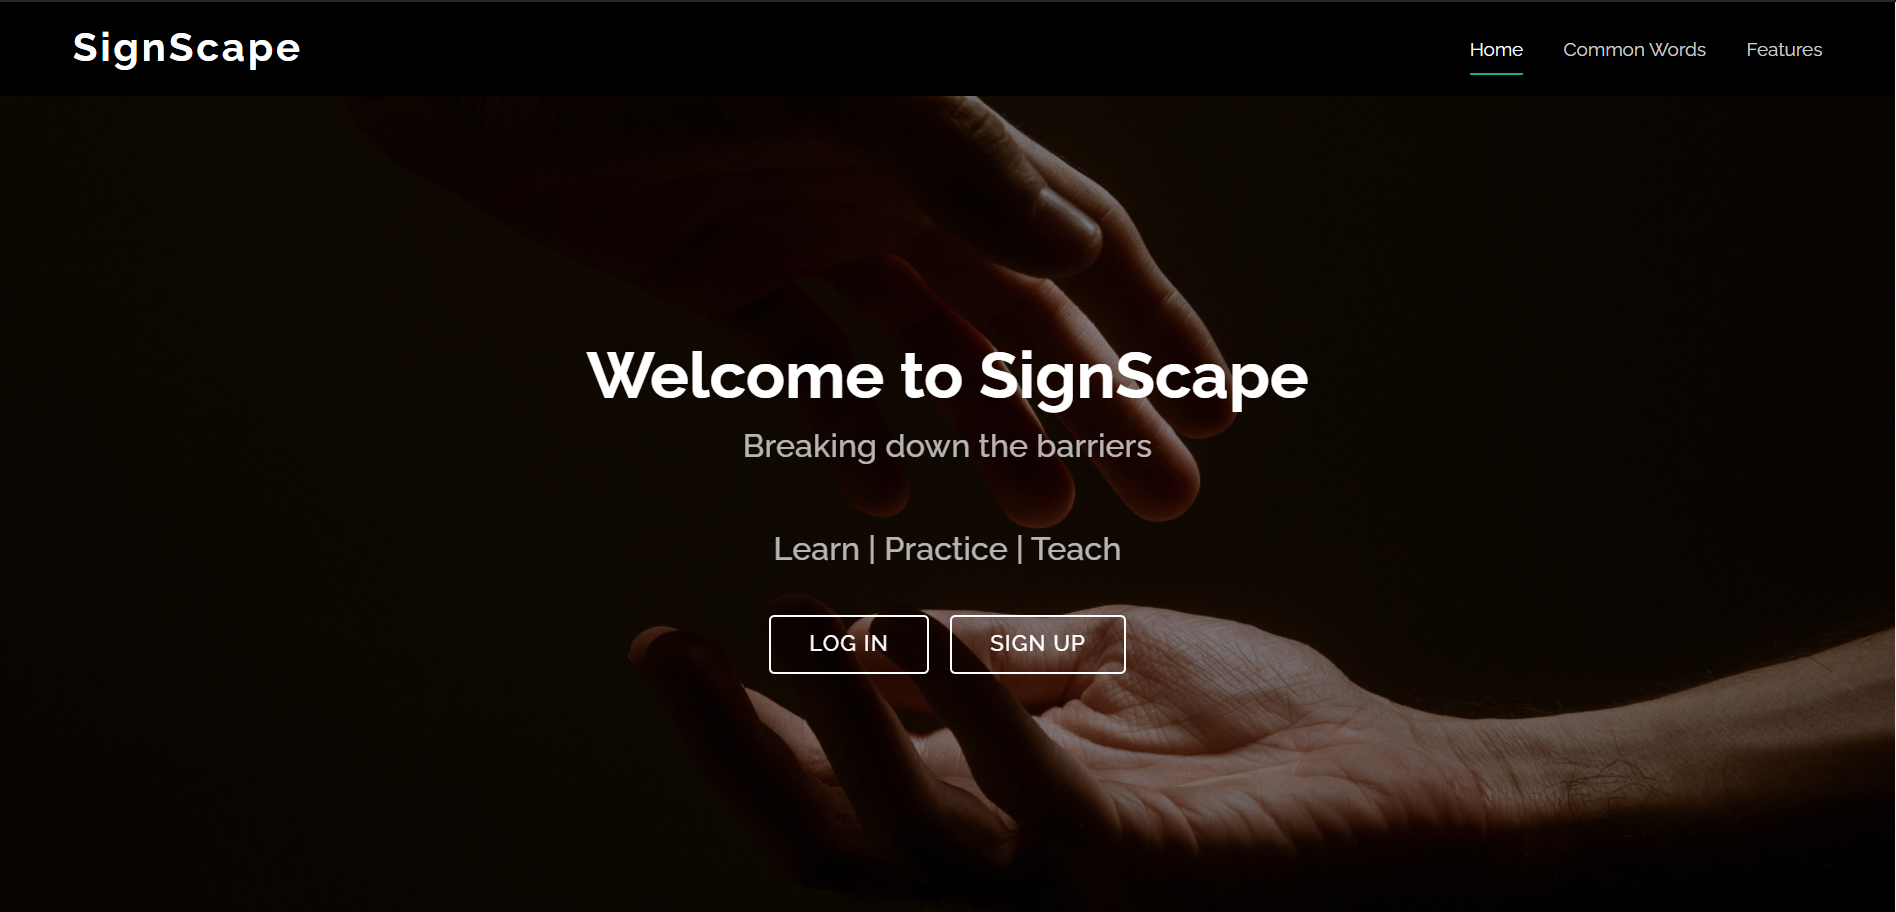 SignScape
Home Common Words Features
Welcome to SignScape
Breaking down the barriers
Learn | Practice | Teach
LOG IN SIGN UP